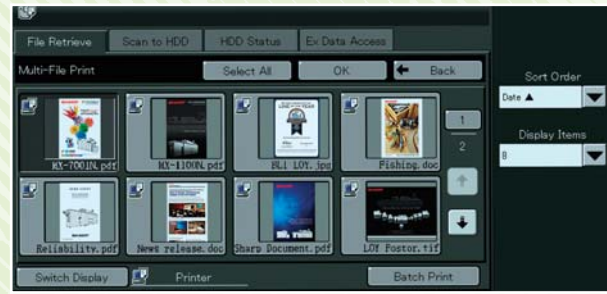 File Retrieve
Scan to HDD
HDD Status
Ex Data Access
Multi-File Print
Select All
OK
Back
Sort Order
Date ▲
Display Items
8
1
2
MX-7001N.pdf
MX-1100N.pdf
BLI LOY.jpg
Fishing.doc
Reliability.pdf
News release.doc
Sharp Document.pdf
LOY Postor.tif
Switch Display
Printer
Batch Print